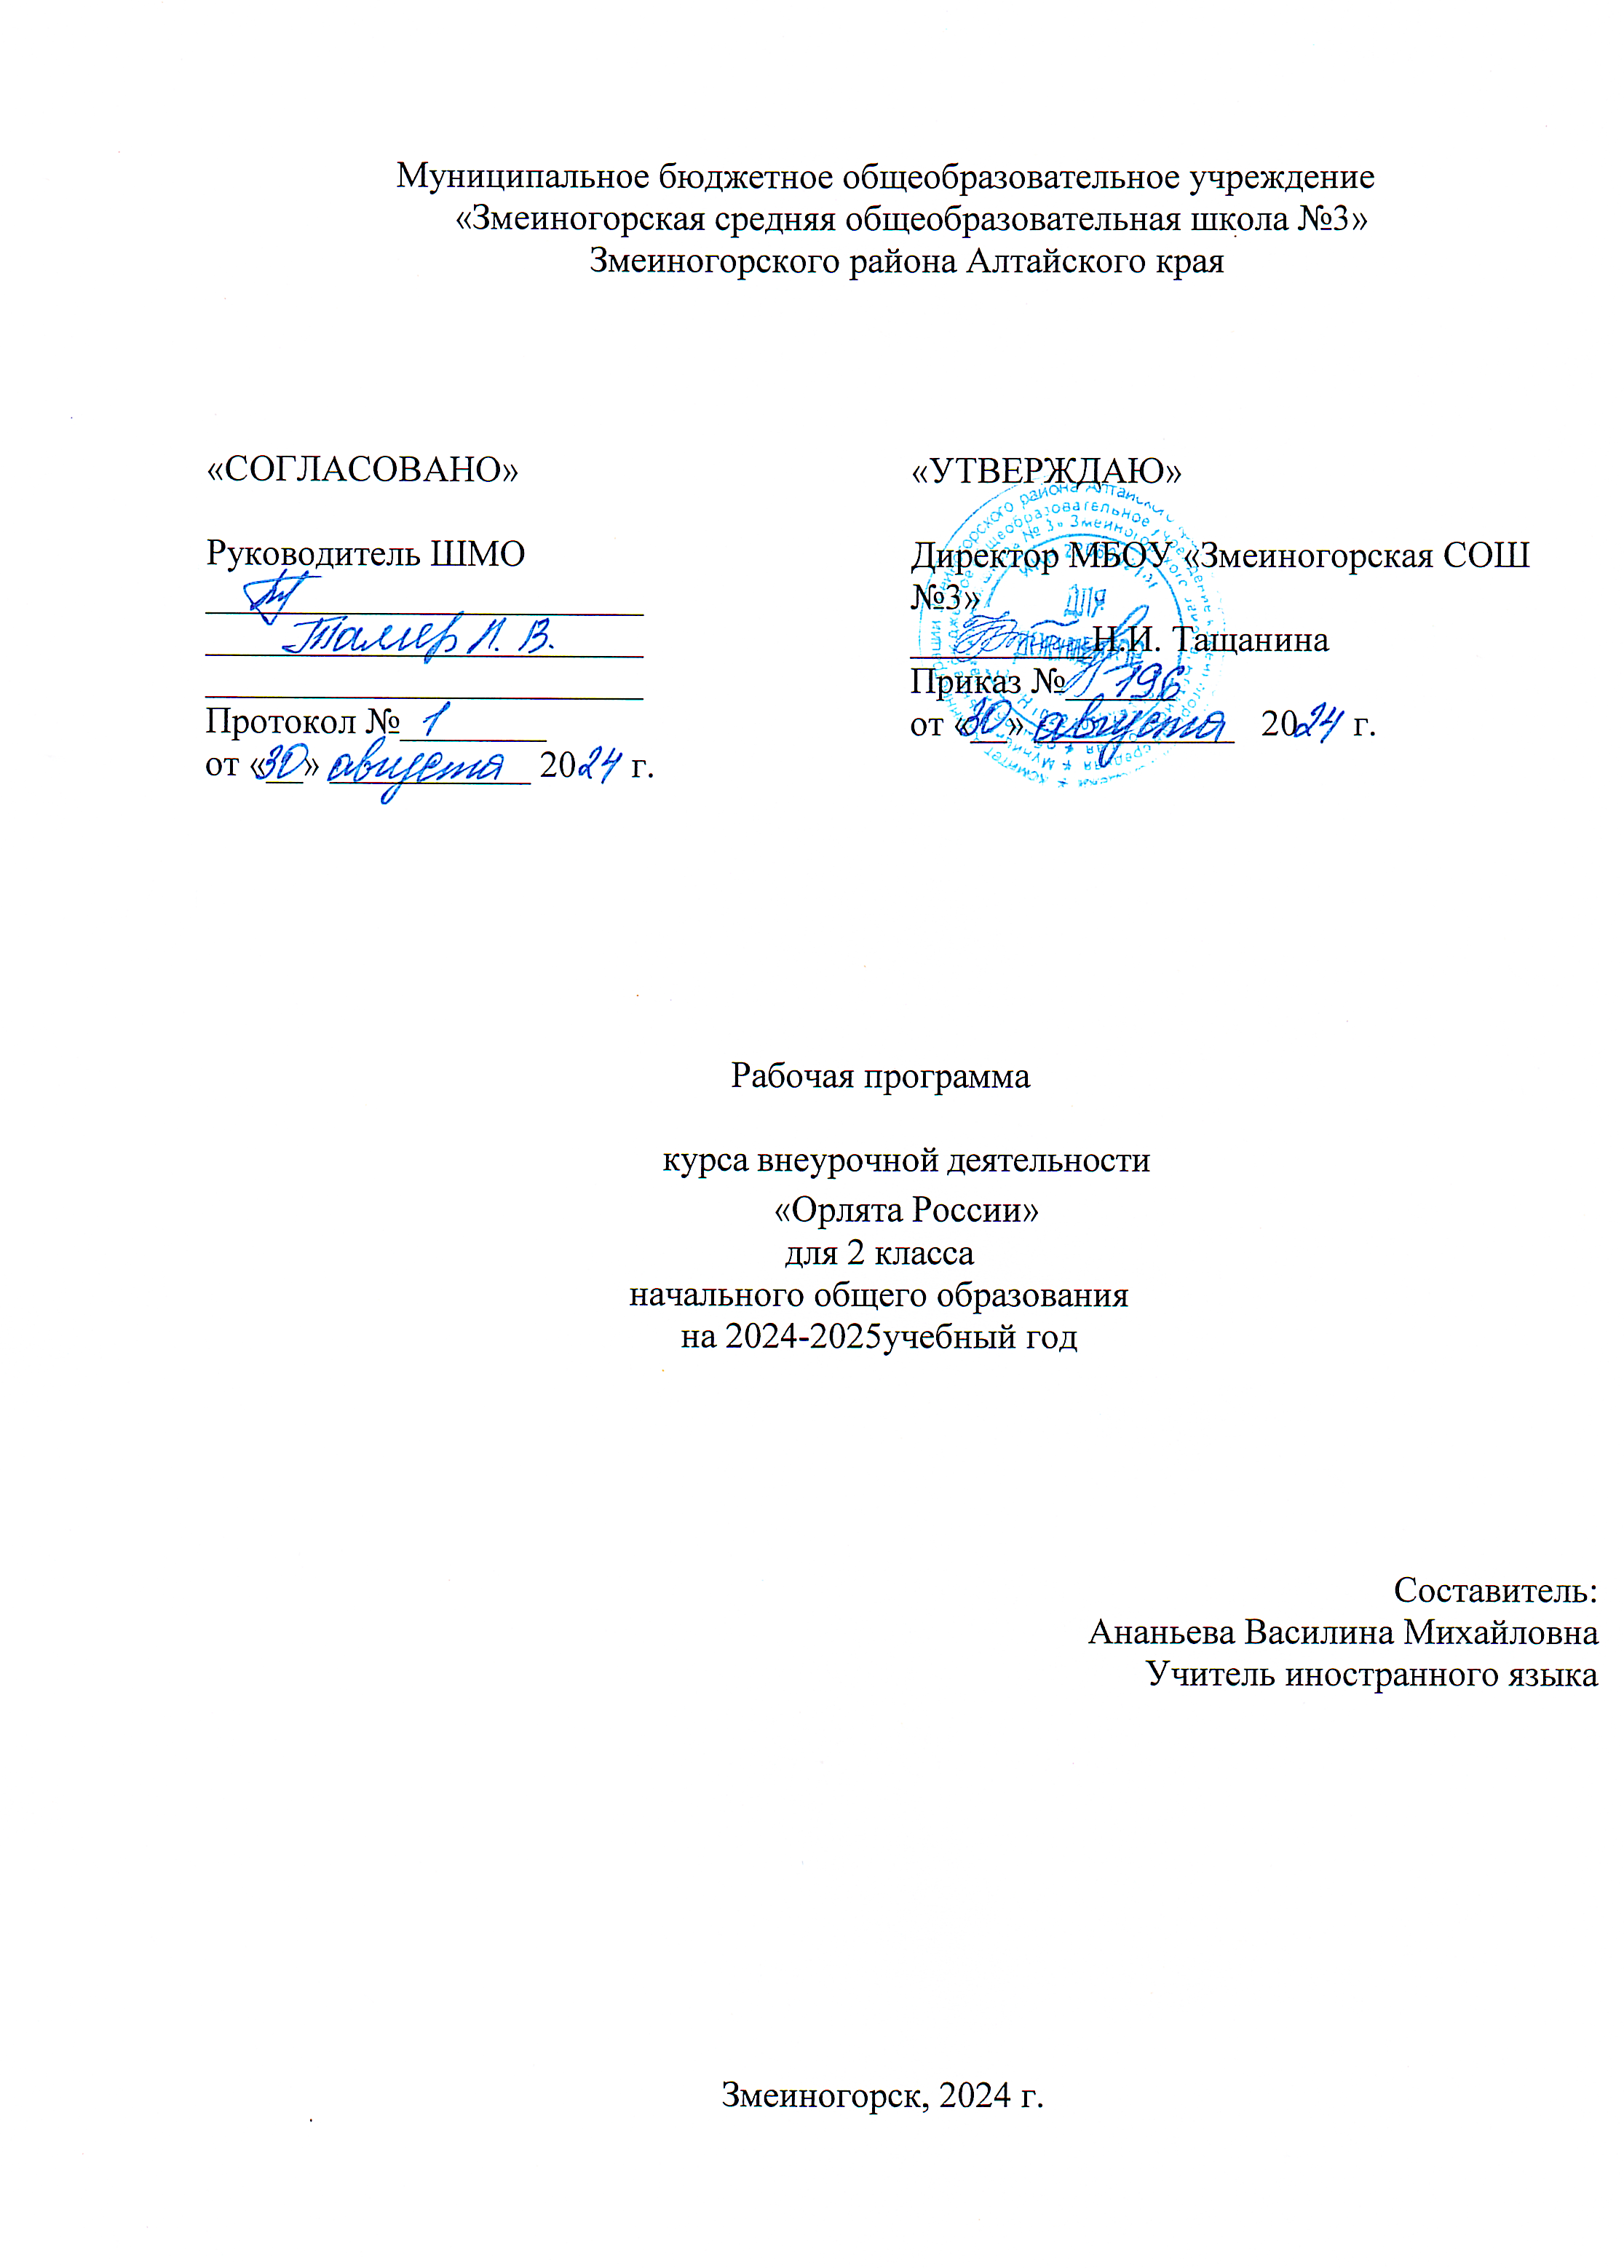 Муниципальное бюджетное общеобразовательное учреждение
«Змеиногорская средняя общеобразовательная школа №3»
Змеиногорского района Алтайского края
«СОГЛАСОВАНО»
Руководитель ШМО
Протокол № 1
от «30» августа 2024 г.
«УТВЕРЖДАЮ»
Директор МБОУ «Змеиногорская СОШ
№3»
Н.И. Тащанина
Приказ № 196
от «30» августа 2024 г.
Рабочая программа
курса внеурочной деятельности
«Орлята России»
для 2 класса
начального общего образования
на 2024-2025учебный год
Составитель:
Ананьева Василина Михайловна
Учитель иностранного языка
Змеиногорск, 2024 г.